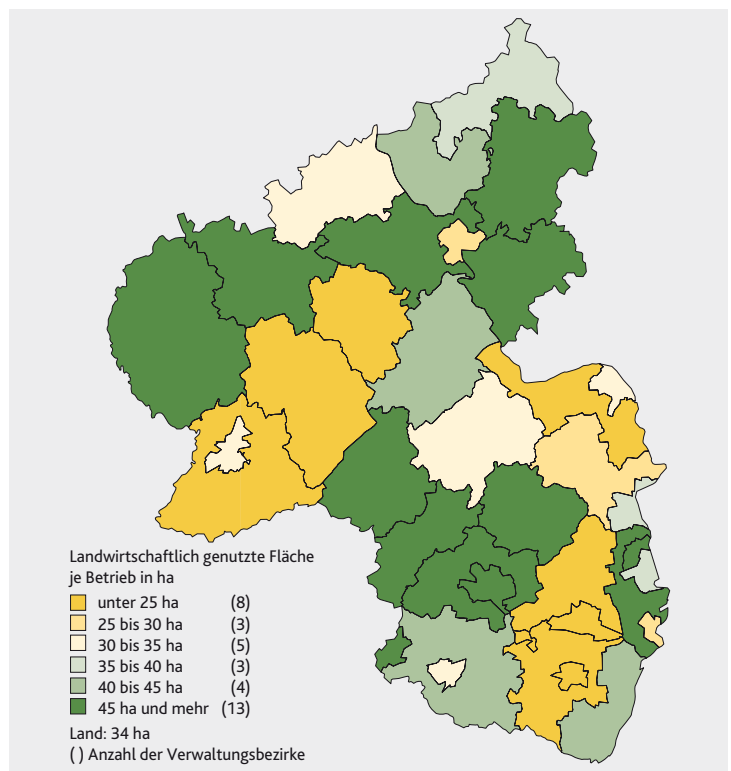 Landwirtschaftlich genutzte Fläche
je Betrieb in ha
unter 25 ha (8)
25 bis 30 ha (3)
30 bis 35 ha (5)
35 bis 40 ha (3)
40 bis 45 ha (4)
45 ha und mehr (13)
Land: 34 ha
( ) Anzahl der Verwaltungsbezirke